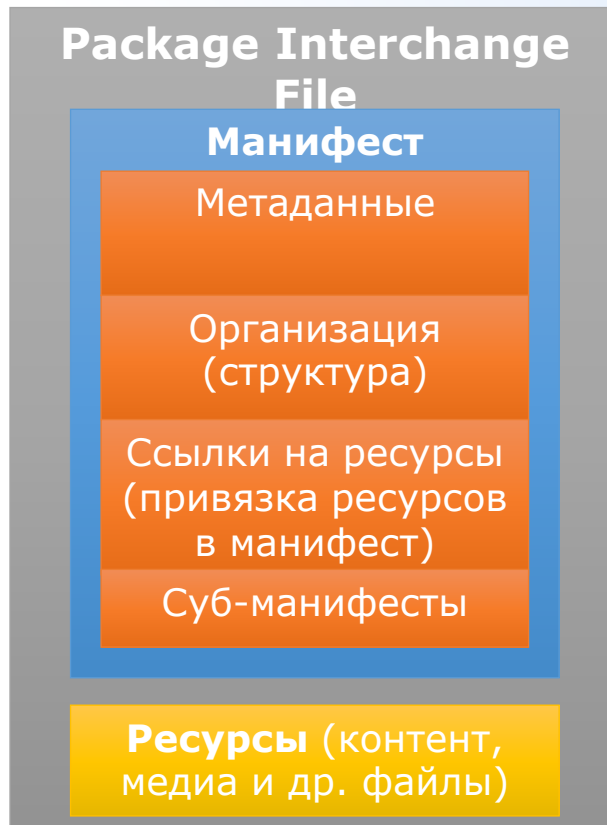 Package Interchange
File
Манифест
Метаданные
Организация
(структура)
Ссылки на ресурсы
(привязка ресурсов
в манифест)
Суб-манифесты
Ресурсы (контент,
медиа и др. файлы)